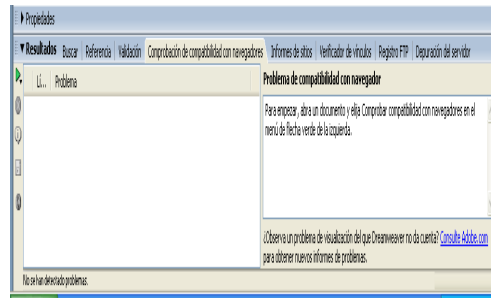 Propiedades
Resultados Buscar Referencia Validación Comprobación de compatibilidad con navegadores Informes de sitios Verificador de vínculos Registro FTP Depuración del servidor
Lí... Problema
Problema de compatibilidad con navegador
Para empezar, abra un documento y elija Comprobar compatibilidad con navegadores en el
menú de flecha verde de la izquierda.
¿Observa un problema de visualización del que Dreamweaver no da cuenta? Consulte Adobe.com
para obtener nuevos informes de problemas.
No se han detectado problemas.